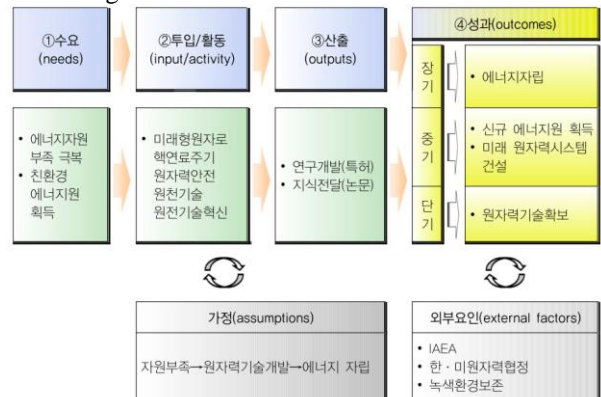 ①수요
(needs)
②투입/활동
(input/activity)
③산출
(outputs)
④성과(outcomes)
장기
• 에너지자립
• 에너지자원
부족 극복
• 친환경
에너지원
획득
• 미래형원자로
핵연료주기
원자력안전
원천기술
원전기술혁신
• 연구개발(특허)
• 지식전달(논문)
중기
• 신규 에너지원 획득
• 미래 원자력시스템
건설
단기
• 원자력기술확보
가정(assumptions)
자원부족→원자력기술개발→에너지 자립
외부요인(external factors)
• IAEA
• 한·미원자력협정
• 녹색환경보존